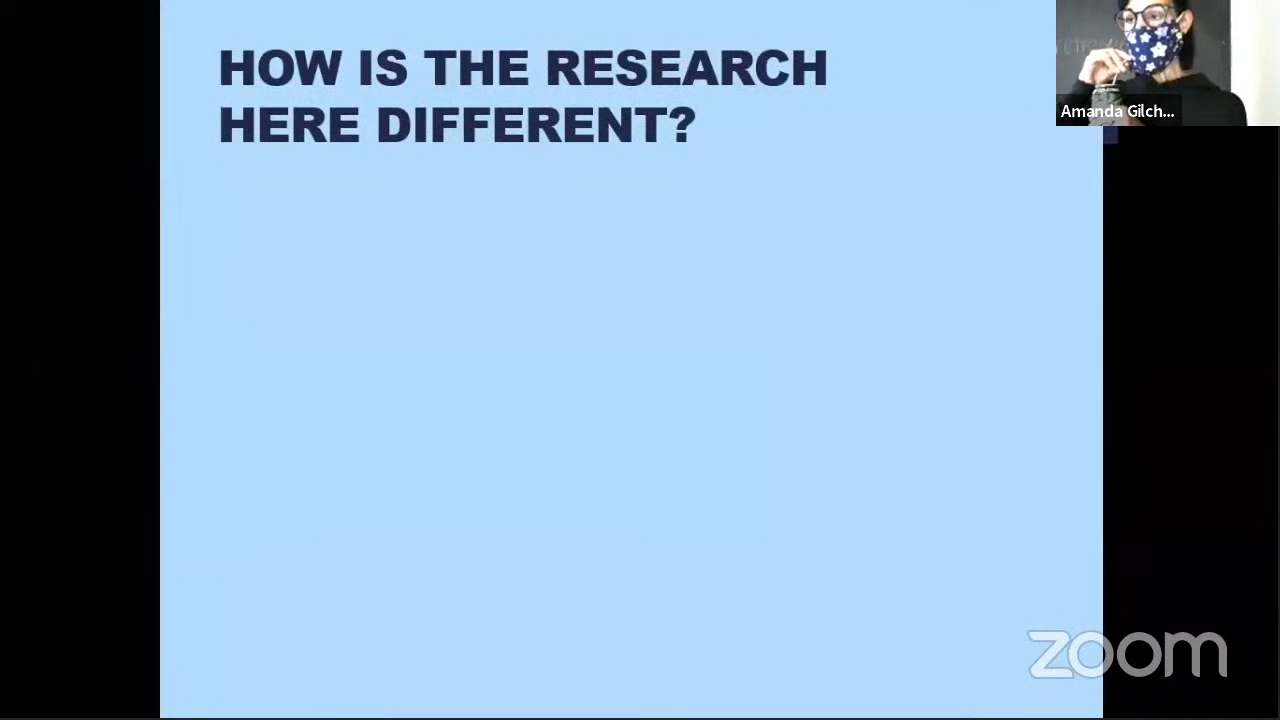 HOW IS THE RESEARCH
HERE DIFFERENT?
Amanda Gilch...
zoom